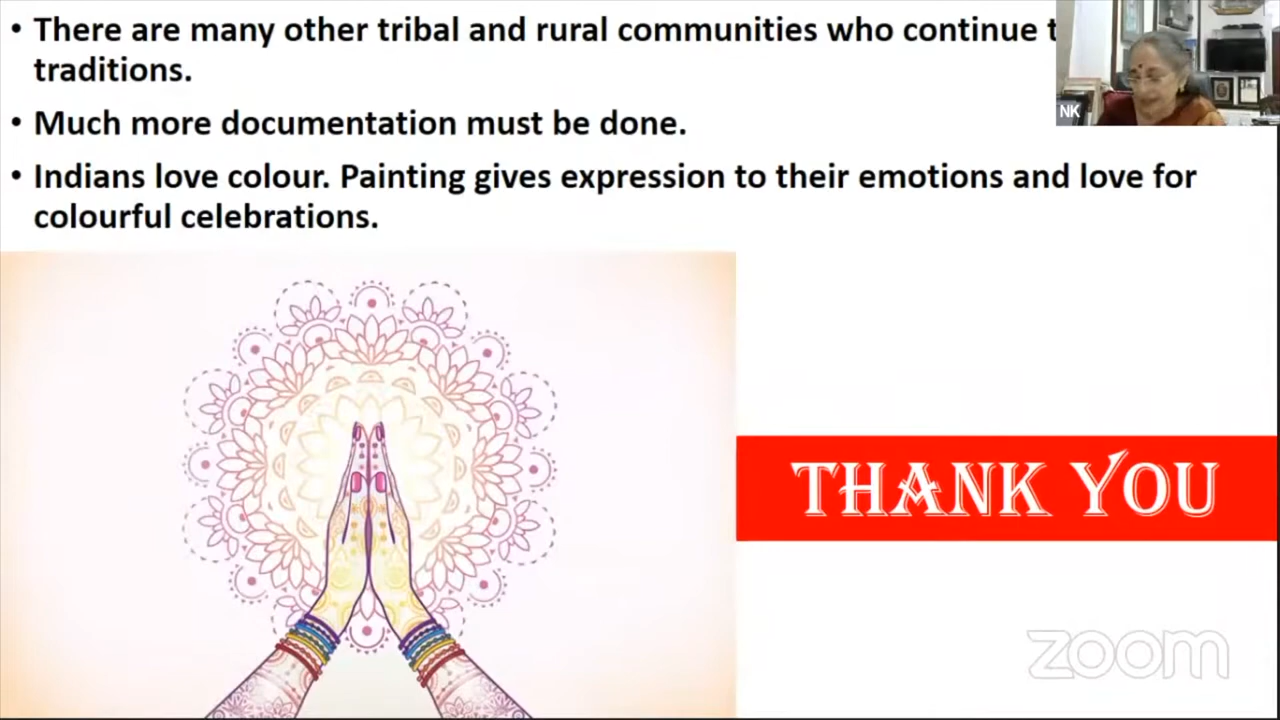 • There are many other tribal and rural communities who continue
traditions.
• Much more documentation must be done.
• Indians love colour. Painting gives expression to their emotions and love for
colourful celebrations.
NK
THANK YOU
zoom